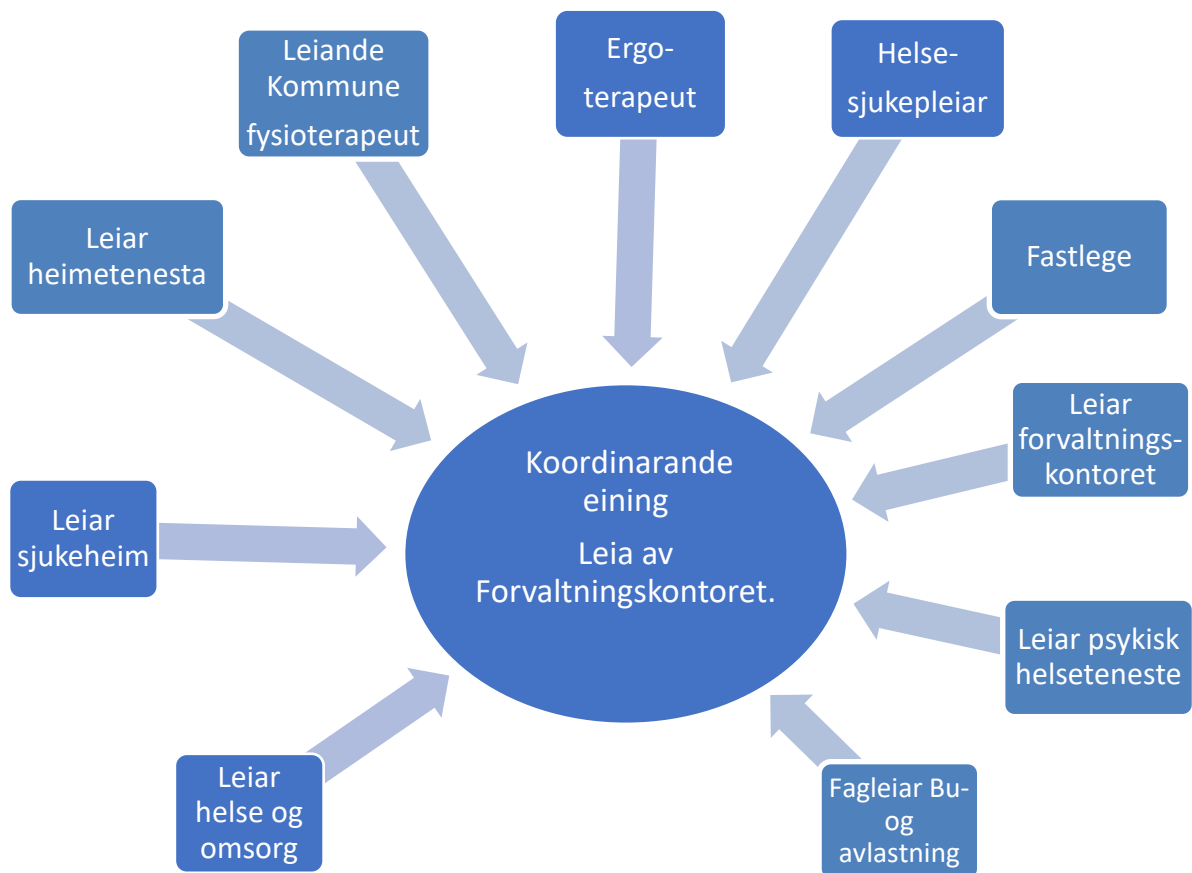 Leiande
Kommune
fysioterapeut
Ergo-
terapeut
Helse-
sjukepleiar
Leiar
heimetenesta
Fastlege
Leiar
forvaltnings-
kontoret
Koordinarande
eining
Leia av
Forvaltningskontoret.
Leiar
sjukeheim
Leiar psykisk
helseteneste
Leiar
helse og
omsorg
Fagleiar Bu-
og
avlastning